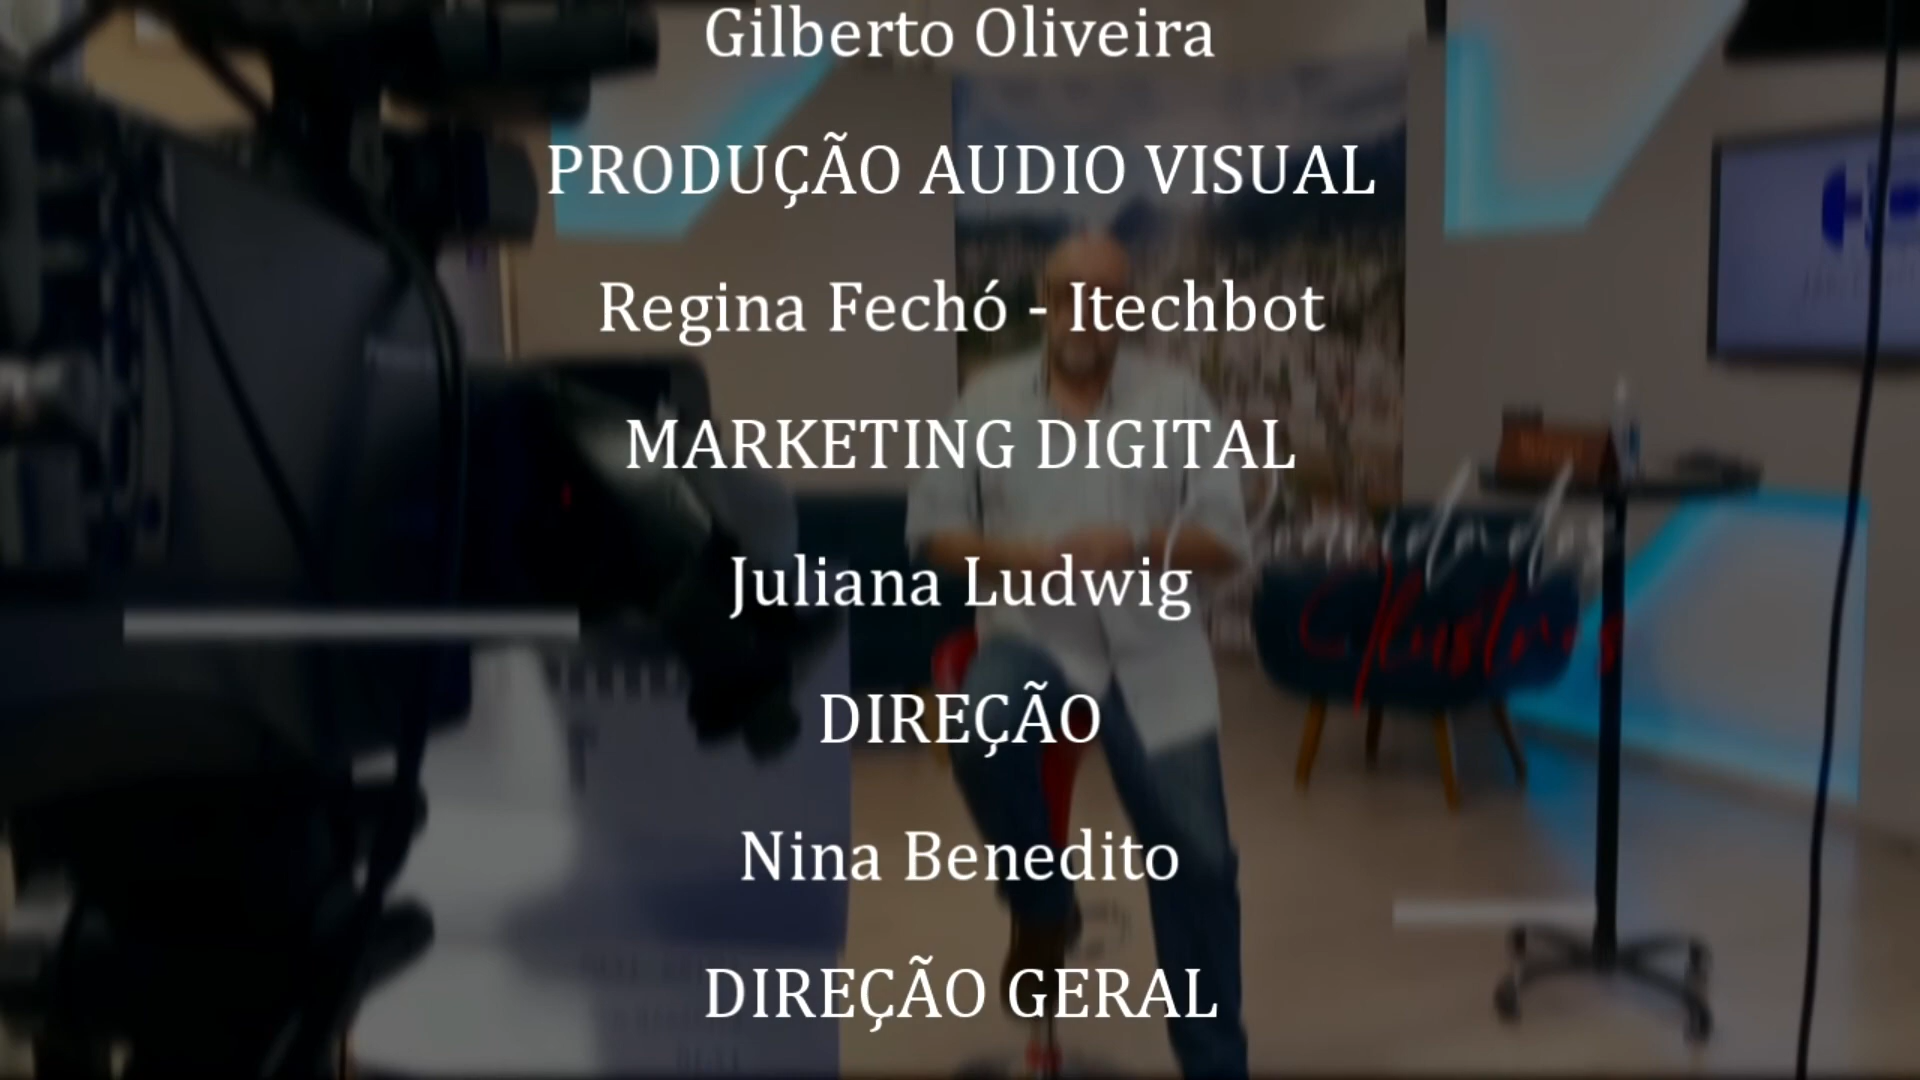 Gilberto Oliveira
PRODUÇÃO AUDIO VISUAL
Regina Fechó - Itechbot
MARKETING DIGITAL
Juliana Ludwig
DIREÇÃO
Nina Benedito
DIREÇÃO GERAL